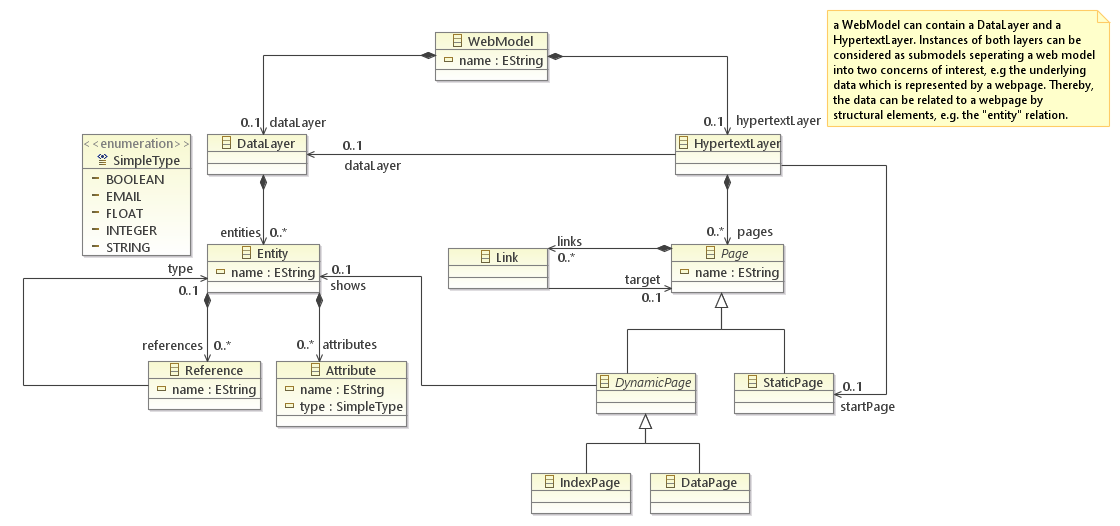 WebModel
name : EString
a WebModel can contain a DataLayer and a
HypertextLayer. Instances of both layers can be
considered as submodels seperating a web model
into two concerns of interest, e.g the underlying
data which is represented by a webpage. Thereby,
the data can be related to a webpage by
structural elements, e.g. the "entity" relation.
0..1 dataLayer
0..1 hypertextLayer
<<enumeration>>
SimpleType
BOOLEAN
EMAIL
FLOAT
INTEGER
STRING
DataLayer
0..1
dataLayer
HypertextLayer
entities 0..*
0..* pages
Entity
name : EString
type
0..1
0..1
shows
Link
links
0..*
target
0..1
Page
name : EString
references 0..*
0..* attributes
Reference
name : EString
Attribute
name : EString
type : SimpleType
DynamicPage
StaticPage
0..1
startPage
IndexPage
DataPage